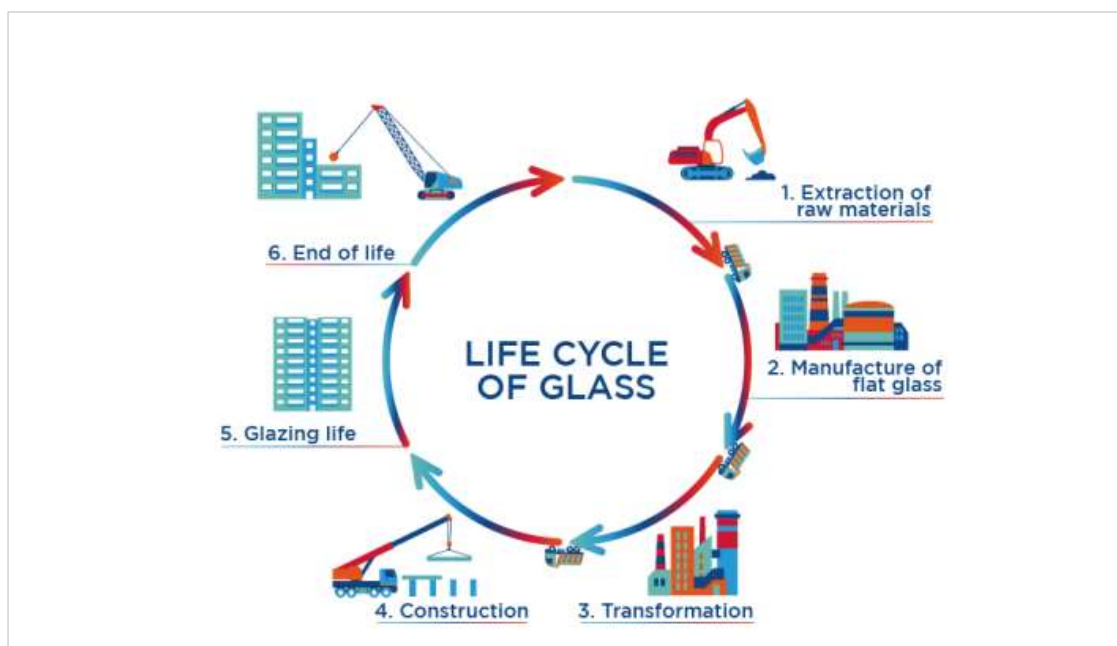 LIFE CYCLE
OF GLASS
1. Extraction of
raw materials
2. Manufacture of
flat glass
3. Transformation
4. Construction
5. Glazing life
6. End of life